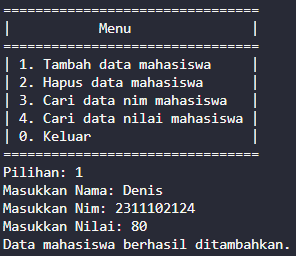 ================================
|           Menu               |
================================
| 1. Tambah data mahasiswa     |
| 2. Hapus data mahasiswa      |
| 3. Cari data nim mahasiswa   |
| 4. Cari data nilai mahasiswa |
| 0. Keluar                    |
================================
Pilihan: 1
Masukkan Nama: Denis
Masukkan Nim: 2311102124
Masukkan Nilai: 80
Data mahasiswa berhasil ditambahkan.